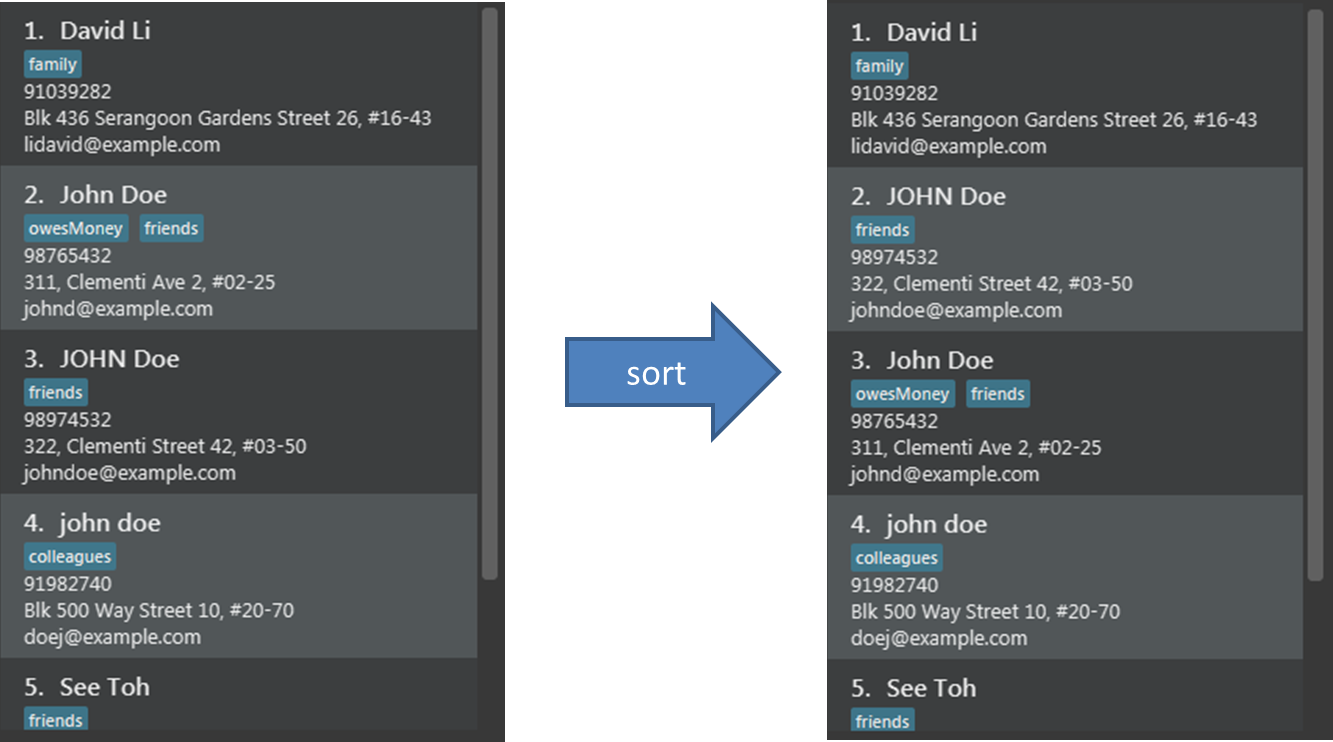 1. David Li
family
91039282
Blk 436 Serangoon Gardens Street 26, #16-43
lidavid@example.com
2. John Doe
owesMoney friends
98765432
311, Clementi Ave 2, #02-25
johnd@example.com
3. JOHN Doe
friends
98974532
322, Clementi Street 42, #03-50
johndoe@example.com
4. john doe
colleagues
91982740
Blk 500 Way Street 10, #20-70
doej@example.com
5. See Toh
friends
sort
1. David Li
family
91039282
Blk 436 Serangoon Gardens Street 26, #16-43
lidavid@example.com
2. JOHN Doe
friends
98974532
322, Clementi Street 42, #03-50
johndoe@example.com
3. John Doe
owesMoney friends
98765432
311, Clementi Ave 2, #02-25
johnd@example.com
4. john doe
colleagues
91982740
Blk 500 Way Street 10, #20-70
doej@example.com
5. See Toh
friends